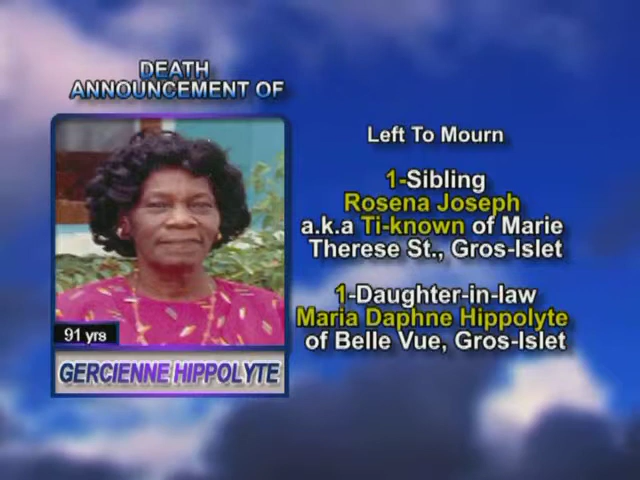 DEATH
ANNOUNCEMENT OF
91 yrs
GERCIENNE HIPPOLYTE
Left To Mourn
1-Sibling
Rosena Joseph
a.k.a Ti-known of Marie
Therese St., Gros-Islet
1-Daughter-in-law
Maria Daphne Hippolyte
of Belle Vue, Gros-Islet